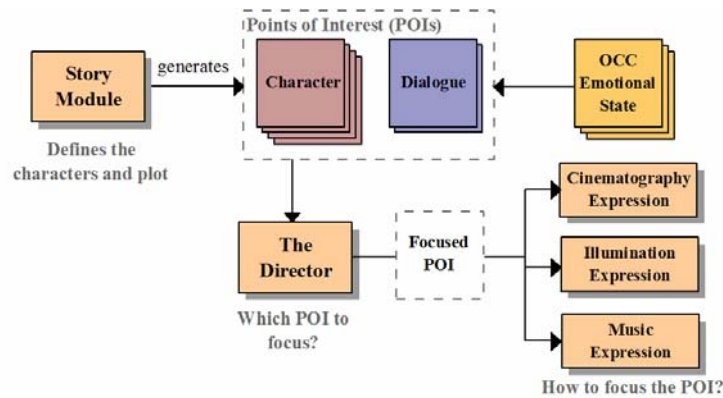 Points of Interest (POIs)
Story
Module
generates
Character
Dialogue
OCC
Emotional
State
Defines the
characters and plot
Cinematography
Expression
The
Director
Focused
POI
Illumination
Expression
Which POI to
focus?
Music
Expression
How to focus the POI?